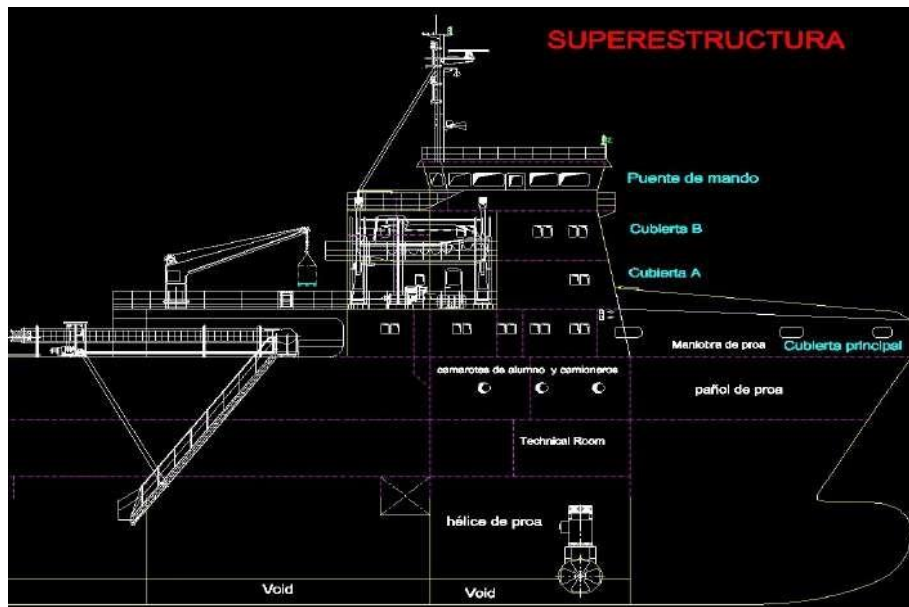 SUPERESTRUCTURA
Puente de mando
Cubierta B
Cubierta A
Maniobra de proa
Cubierta principal
camarotes de alumno y camioneros
pañol de proa
Technical Room
hélice de proa
Void
Void